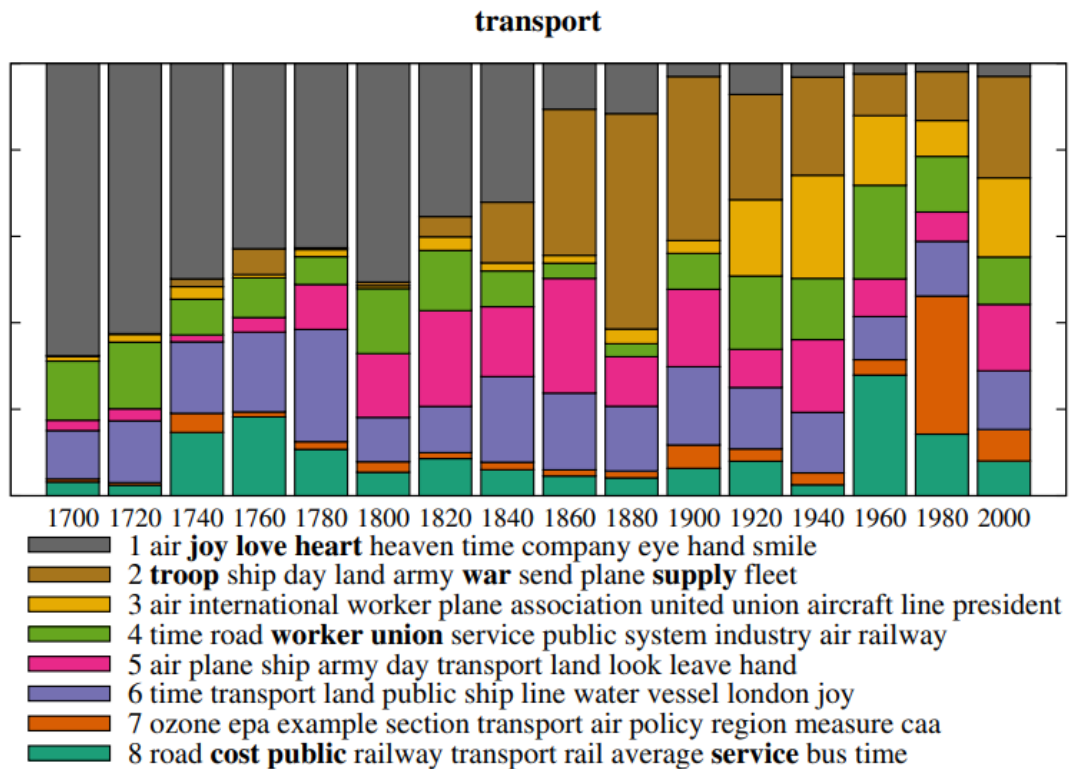 transport
1700 1720 1740 1760 1780 1800 1820 1840 1860 1880 1900 1920 1940 1960 1980 2000
1 air joy love heart heaven time company eye hand smile
2 troop ship day land army war send plane supply fleet
3 air international worker plane association united union aircraft line president
4 time road worker union service public system industry air railway
5 air plane ship army day transport land look leave hand
6 time transport land public ship line water vessel london joy
7 ozone epa example section transport air policy region measure caa
8 road cost public railway transport rail average service bus time